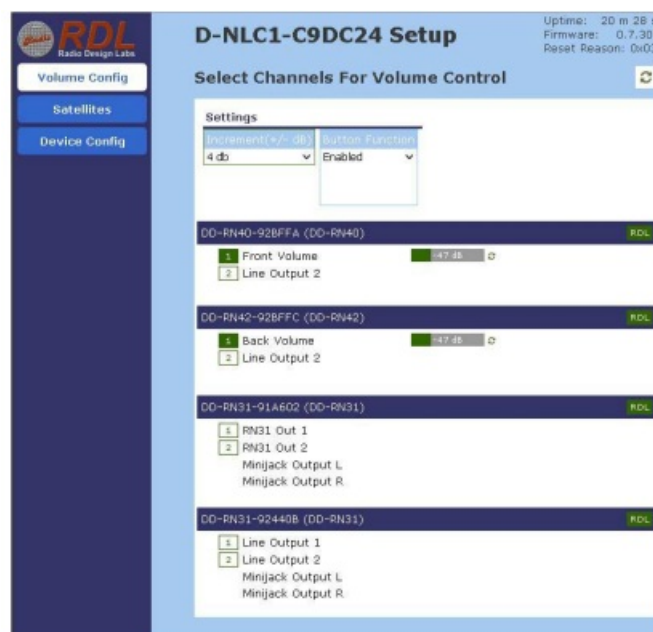 RDL
Radio Design Labs
Volume Config
Satellites
Device Config
D-NLC1-C9DC24 Setup
Uptime: 20 m 28
Firmware: 0.7.30
Reset Reason: 0x0
Select Channels For Volume Control
Settings
Increment(+/- dB) Button Function
4 db Enabled
DD-RN40-92BFFA (DD-RN40) RDL
1 Front Volume -47 dB
2 Line Output 2
DD-RN42-92BFFC (DD-RN42) RDL
1 Back Volume -47 dB
2 Line Output 2
DD-RN31-91A602 (DD-RN31) RDL
1 RN31 Out 1
2 RN31 Out 2
Minijack Output L
Minijack Output R
DD-RN31-92440B (DD-RN31) RDL
1 Line Output 1
2 Line Output 2
Minijack Output L
Minijack Output R